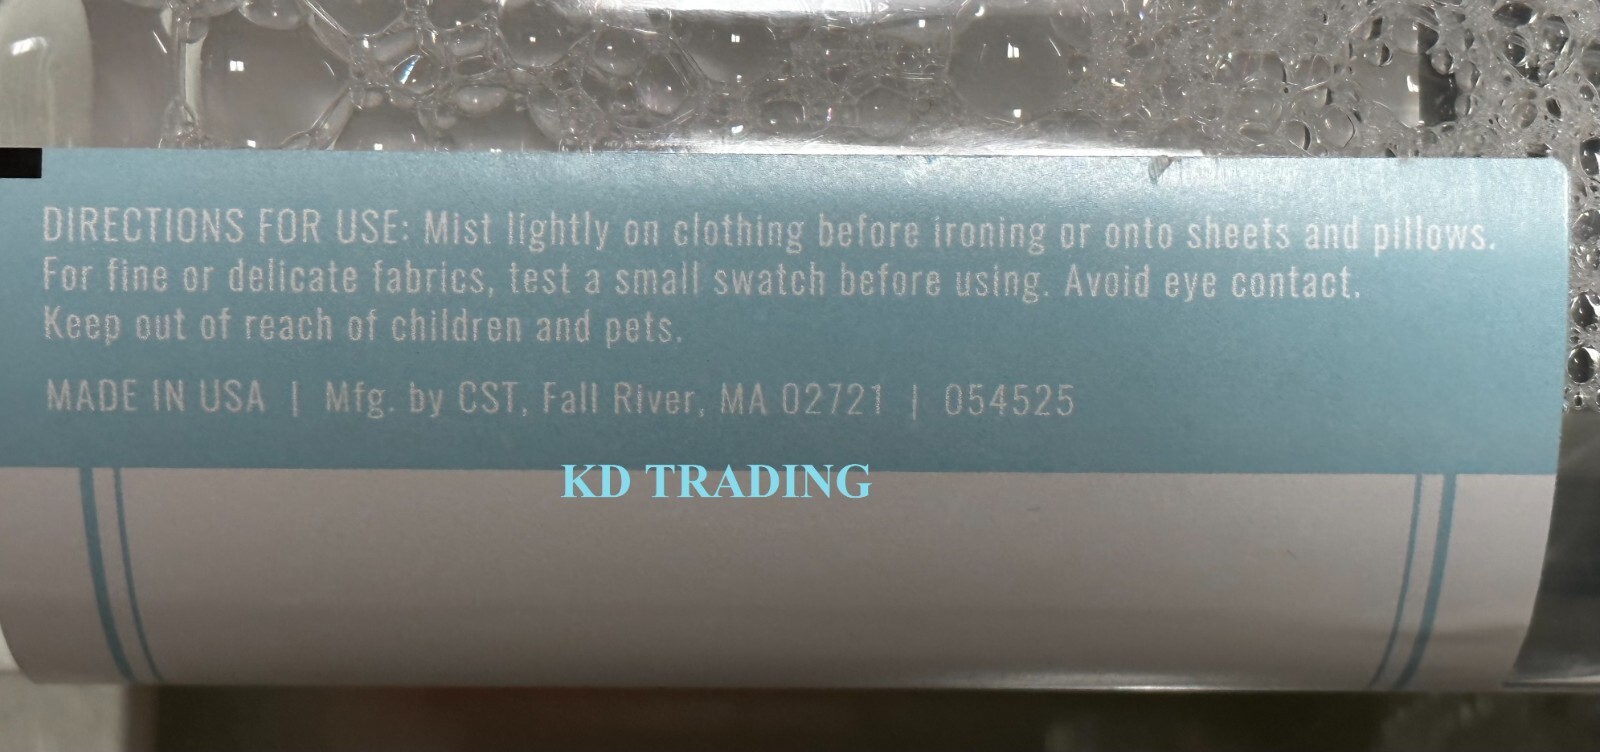 DIRECTIONS FOR USE: Mist lightly on clothing before ironing or onto sheets and pillows.
For fine or delicate fabrics, test a small swatch before using. Avoid eye contact.
Keep out of reach of children and pets.
MADE IN USA | Mfg. by CST, Fall River, MA 02721 | 054525
KD TRADING